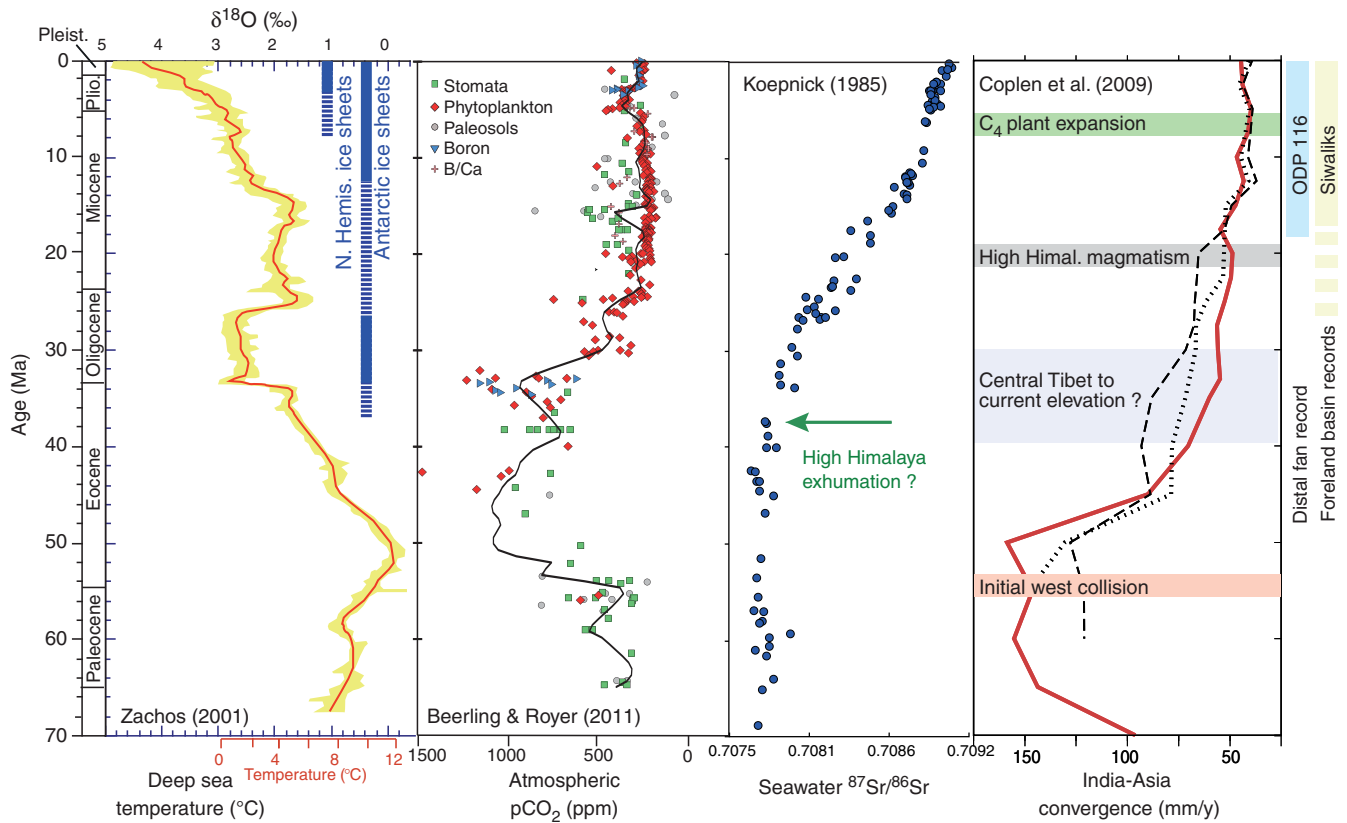 δ18O (‰)
Pleist.
5 4 3 2 1 0
0
10
20
30
40
50
60
70
Age (Ma)
Pliol.
Miocene
Oligocene
Eocene
Paleocene
N. Hemis. ice sheets
Antarctic ice sheets
Zachos (2001)
0 4 8 12
Temperature (°C)
Deep sea
temperature (°C)
Stomata
Phytoplankton
Paleosols
Boron
B/Ca
Beerling & Royer (2011)
1500 1000 500 0
Atmospheric
pCO2 (ppm)
Koepnick (1985)
High Himalaya
exhumation ?
0.7075 0.7081 0.7086 0.7092
Seawater 87Sr/86Sr
Coplen et al. (2009)
C4 plant expansion
High Himal. magmatism
Central Tibet to
current elevation ?
Initial west collision
150 100 50
India-Asia
convergence (mm/y)
ODP 116
Siwaliks
Distal fan record
Foreland basin records